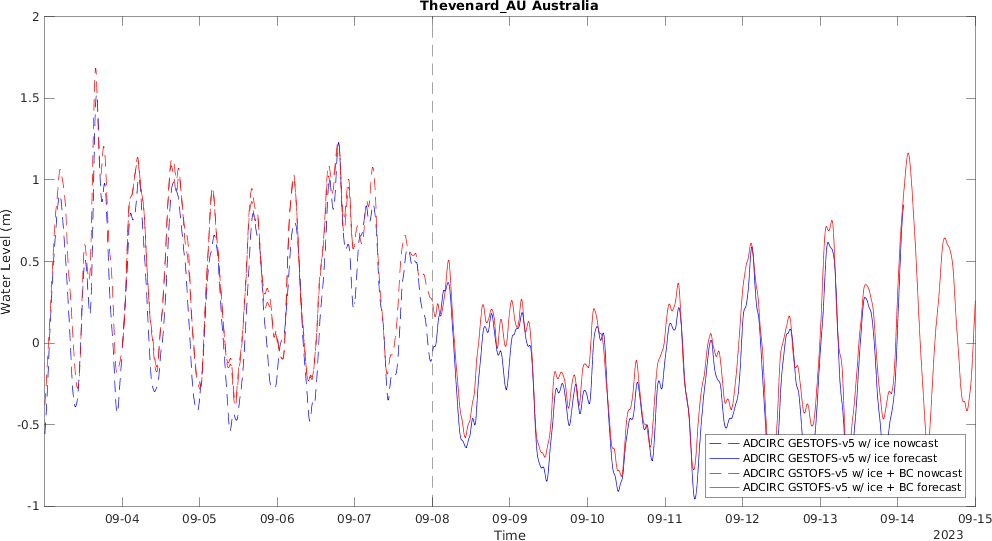 Thevenard_AU Australia
2
1.5
1
0.5
0
-0.5
-1
Water Level (m)
ADCIRC GESTOFS-v5 w/ ice nowcast
ADCIRC GESTOFS-v5 w/ ice forecast
ADCIRC GSTOFS-v5 w/ ice + BC nowcast
ADCIRC GSTOFS-v5 w/ ice + BC forecast
09-04 09-05 09-06 09-07 09-08 09-09 09-10 09-11 09-12 09-13 09-14 09-15
Time
2023